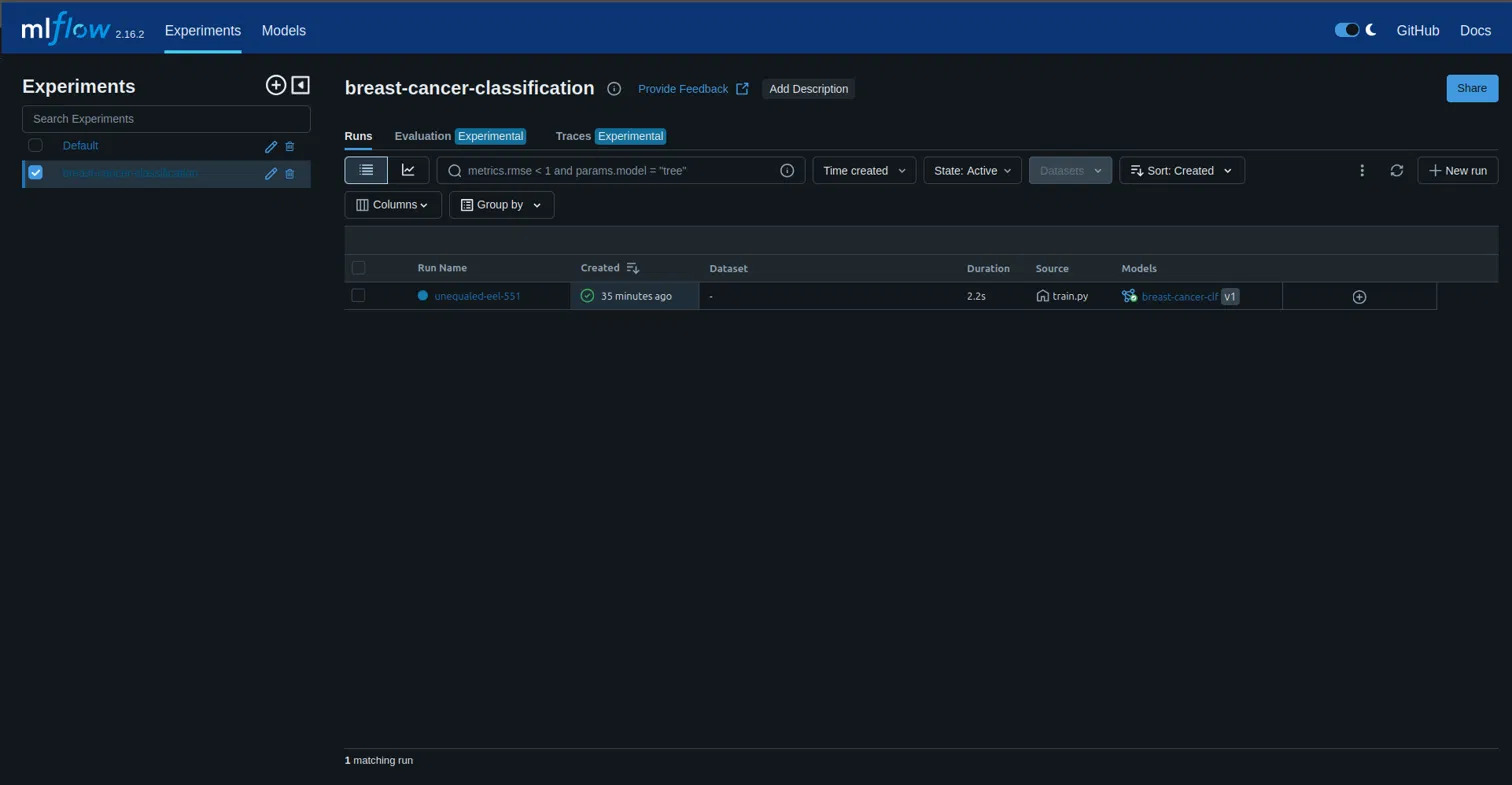 mlflow 2.16.2 Experiments Models GitHub Docs
Experiments
Search Experiments
Default
breast-cancer-classification
breast-cancer-classification Provide Feedback Add Description Share
Runs Evaluation Experimental Traces Experimental
metrics.rmse < 1 and params.model = "tree" Time created State: Active Datasets Sort: Created New run
Columns Group by
Run Name Created Dataset Duration Source Models
unequaled-eel-551 35 minutes ago - 2.2s train.py breast-cancer-clf v1
1 matching run